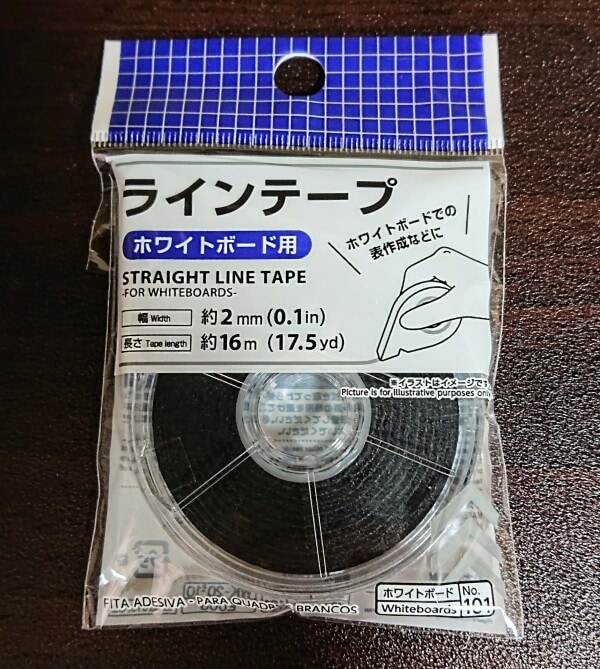 ラインテープ
ホワイトボード用
ホワイトボードでの
表作成などに
STRAIGHT LINE TAPE
-FOR WHITEBOARDS-
幅 Width 約2mm(0.1in)
長さ Tape length 約16m (17.5yd)
※イラストはイメージです
Picture is for illustrative purposes only
FITA ADESIVA - PARA QUADROS BRANCOS
ホワイトボード No.
Whiteboards 101